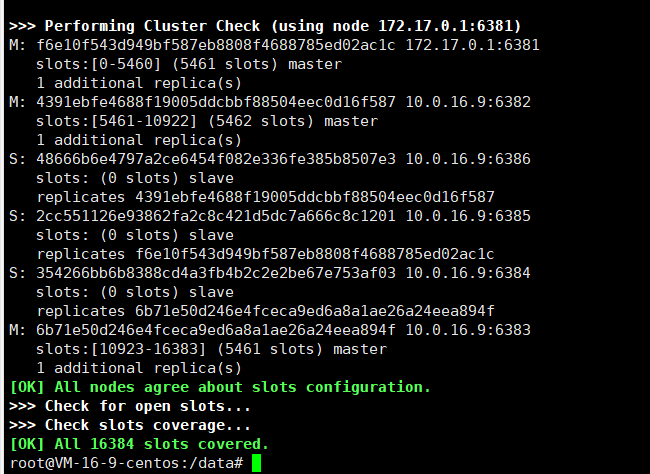 >>> Performing Cluster Check (using node 172.17.0.1:6381)
M: f6e10f543d949bf587eb8808f4688785ed02ac1c 172.17.0.1:6381
   slots:[0-5460] (5461 slots) master
   1 additional replica(s)
M: 4391ebfe4688f19005ddcbbf88504eec0d16f587 10.0.16.9:6382
   slots:[5461-10922] (5462 slots) master
   1 additional replica(s)
S: 48666b6e4797a2ce6454f082e336fe385b8507e3 10.0.16.9:6386
   slots: (0 slots) slave
   replicates 4391ebfe4688f19005ddcbbf88504eec0d16f587
S: 2cc551126e93862fa2c8c421d5dc7a666c8c1201 10.0.16.9:6385
   slots: (0 slots) slave
   replicates f6e10f543d949bf587eb8808f4688785ed02ac1c
S: 354266bb6b8388cd4a3fb4b2c2e2be67e753af03 10.0.16.9:6384
   slots: (0 slots) slave
   replicates 6b71e50d246e4fceca9ed6a8a1ae26a24eea894f
M: 6b71e50d246e4fceca9ed6a8a1ae26a24eea894f 10.0.16.9:6383
   slots:[10923-16383] (5461 slots) master
   1 additional replica(s)
[OK] All nodes agree about slots configuration.
>>> Check for open slots...
>>> Check slots coverage...
[OK] All 16384 slots covered.
root@VM-16-9-centos:/data#